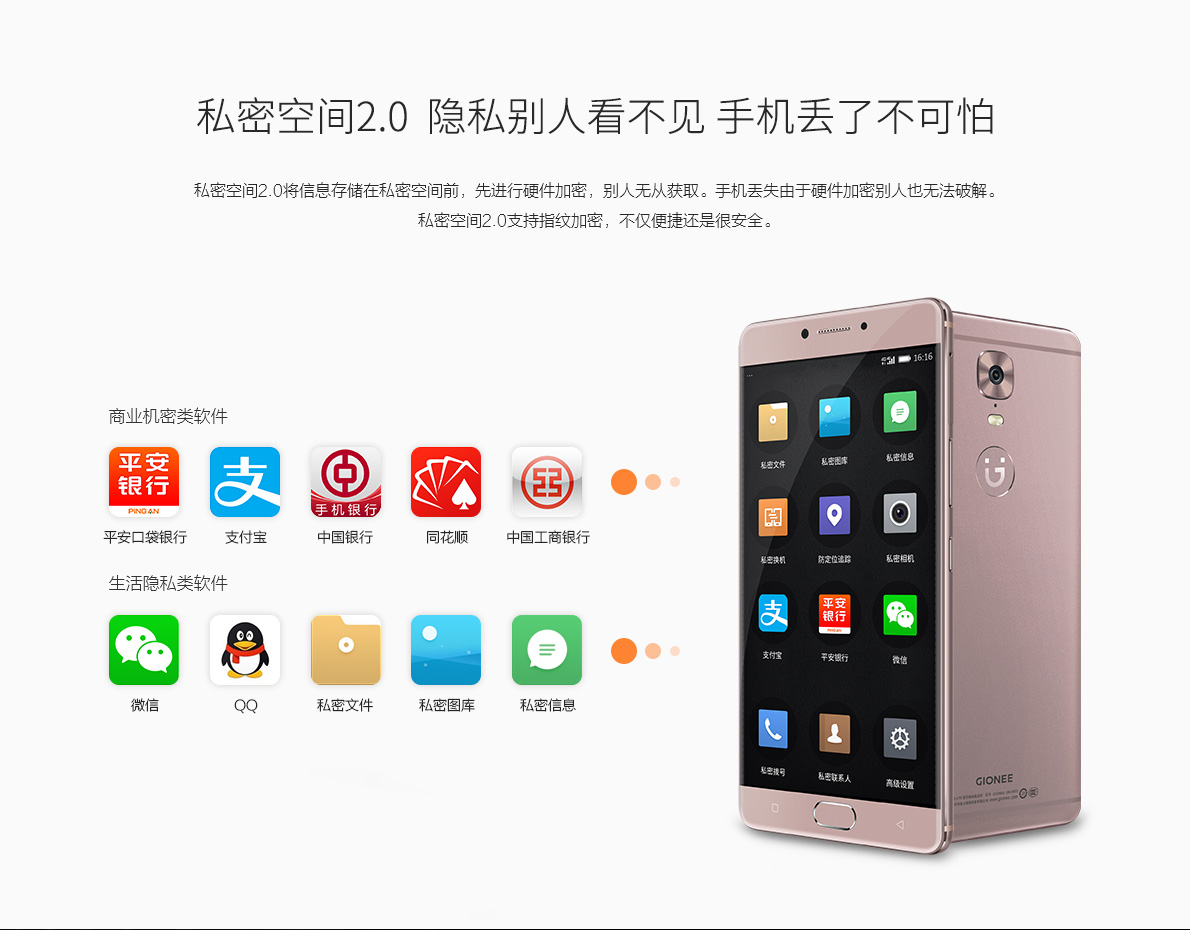 私密空间2.0 隐私别人看不见 手机丢了不可怕
私密空间2.0将信息存储在私密空间前，先进行硬件加密，别人无从获取。手机丢失由于硬件加密别人也无法破解。
私密空间2.0支持指纹加密，不仅便捷还是很安全。
商业机密类软件
平安
银行
PINGAN
支
手机银行
平安口袋银行 支付宝 中国银行 同花顺 中国工商银行
生活隐私类软件
微信 QQ 私密文件 私密图库 私密信息
16:16
私密文件 私密图库 私密信息
私密换机 防定位追踪 私密相机
支
平安
银行
PINGAN
支付宝 平安银行 微信
私密拨号 私密联系人 高级设置
GIONEE